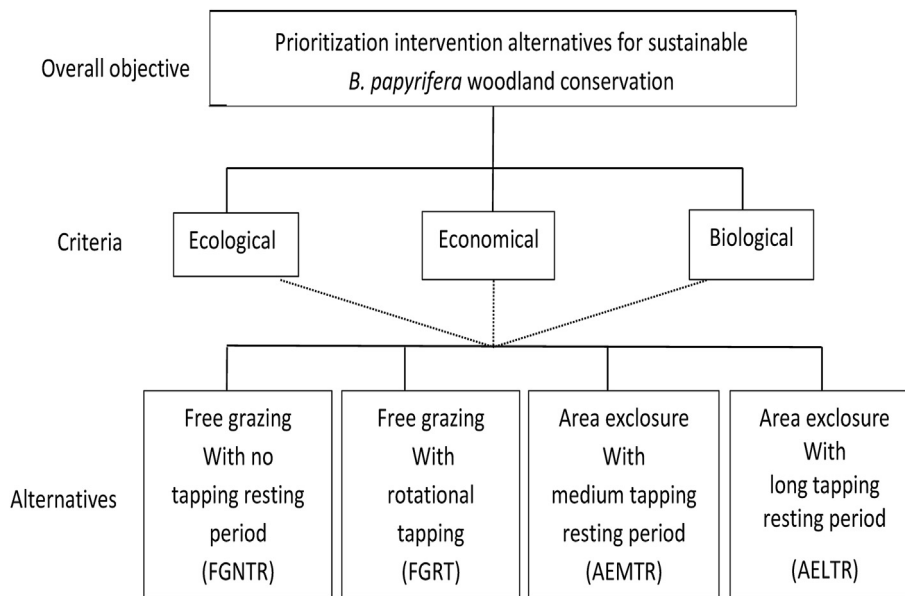 Overall objective
Prioritization intervention alternatives for sustainable
B. papyrifera woodland conservation
Criteria
Ecological
Economical
Biological
Alternatives
Free grazing
With no
tapping resting
period
(FGNTR)
Free grazing
With
rotational
tapping
(FGRT)
Area exclosure
With
medium tapping
resting period
(AEMTR)
Area exclosure
With
long tapping
resting period
(AELTR)